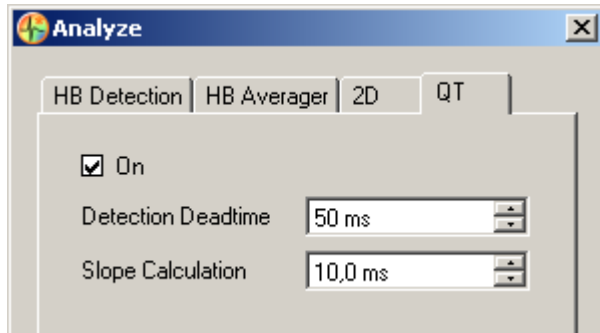 Analyze
HB Detection HB Averager 2D QT
On
Detection Deadtime 50 ms
Slope Calculation 10,0 ms